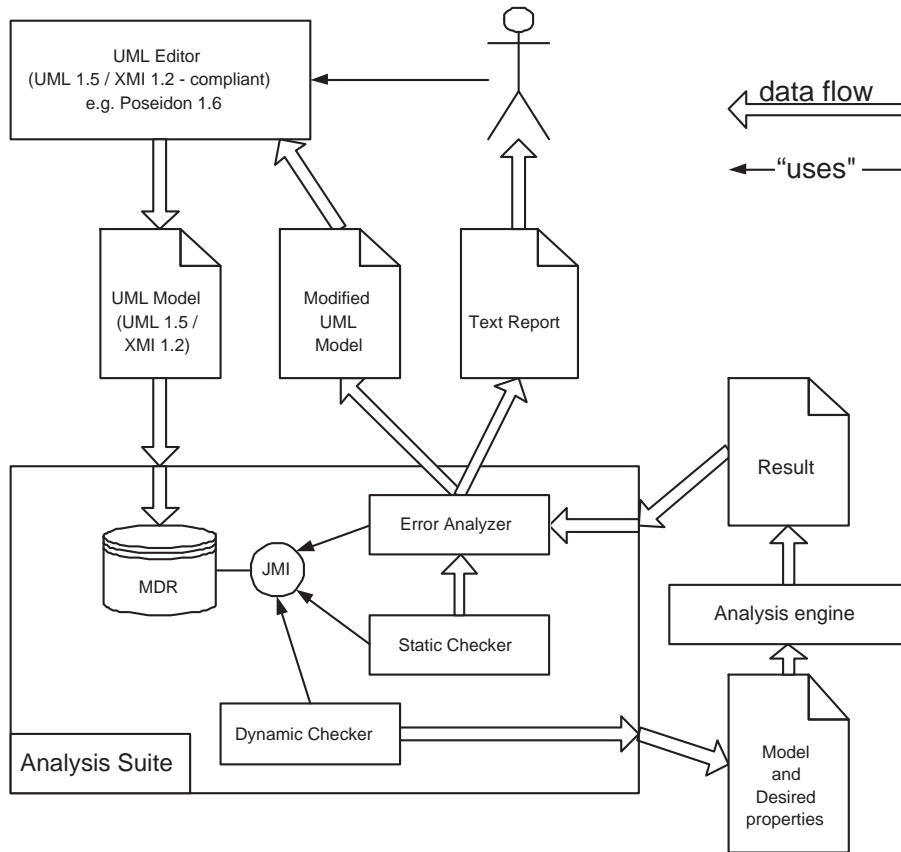 UML Editor
(UML 1.5 / XMI 1.2 - compliant)
e.g. Poseidon 1.6
data flow
“uses"
UML Model
(UML 1.5 /
XMI 1.2)
Modified
UML
Model
Text Report
Result
Error Analyzer
MDR
JMI
Static Checker
Analysis engine
Dynamic Checker
Analysis Suite
Model
and
Desired
properties